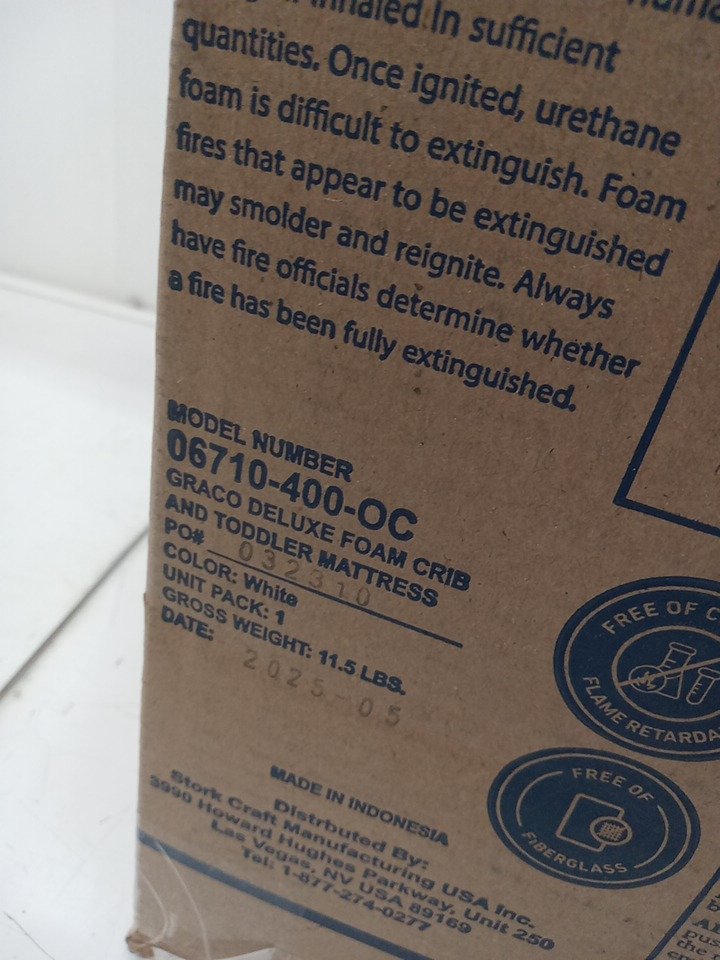 inhaled In sufficient
quantities. Once ignited, urethane
foam is difficult to extinguish. Foam
fires that appear to be extinguished
may smolder and reignite. Always
have fire officials determine whether
a fire has been fully extinguished.
MODEL NUMBER
06710-400-OC
GRACO DELUXE FOAM CRIB
AND TODDLER MATTRESS
PO# 032310
COLOR: White
UNIT PACK: 1
GROSS WEIGHT: 11.5 LBS.
DATE: 2025-05
FREE OF C
FLAME RETARDA
FREE OF
FIBERGLASS
MADE IN INDONESIA
Distrbuted By:
Stork Craft Manufacturing USA Inc.
5990 Howard Hughes Parkway, Unit 250
Las Vegas, NV USA 89169
Tel: 1-877-274-0277